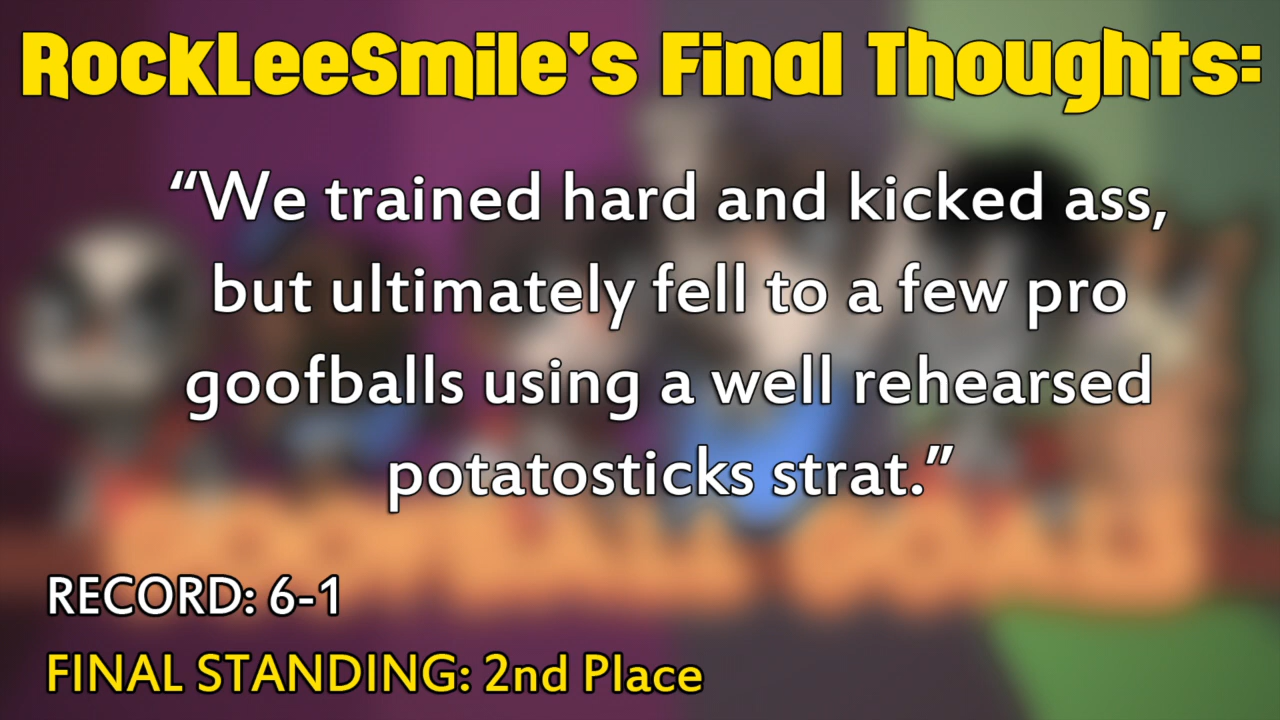 RockLeeSmile's Final Thoughts:
“We trained hard and kicked ass,
but ultimately fell to a few pro
goofballs using a well rehearsed
potatosticks strat.”
RECORD: 6-1
FINAL STANDING: 2nd Place